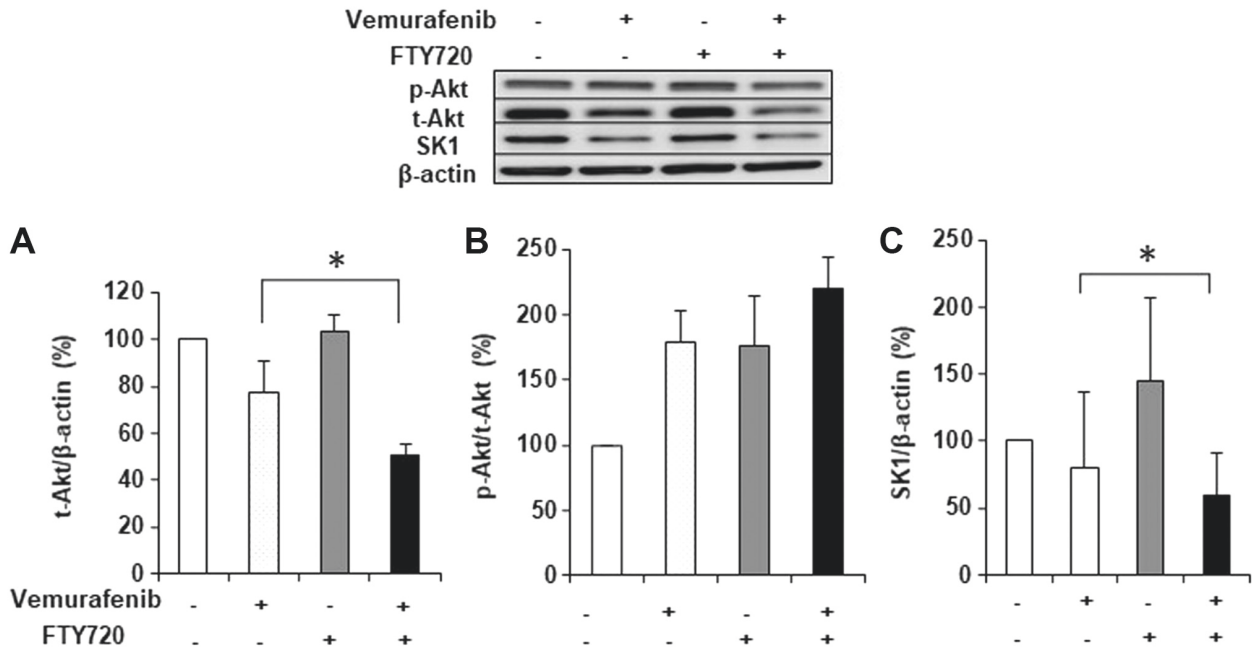 Vemurafenib - + - +
FTY720 - - + +
p-Akt
t-Akt
SK1
β-actin
A
*
t-Akt/β-actin (%)
120
100
80
60
40
20
0
B
p-Akt/t-Akt (%)
250
200
150
100
50
0
C
*
SK1/β-actin (%)
250
200
150
100
50
0
Vemurafenib - + - + - + - + - + - +
FTY720 - - + + - - + + - - + +